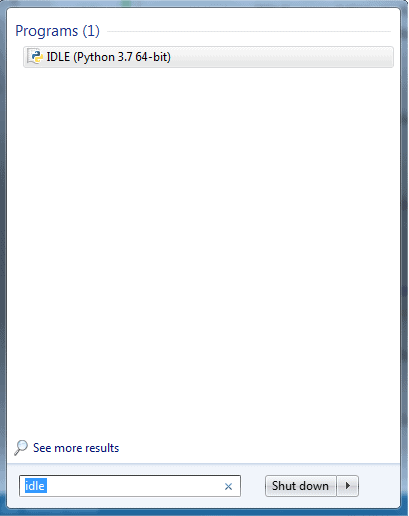 Programs (1)
IDLE (Python 3.7 64-bit)
See more results
idle
Shut down